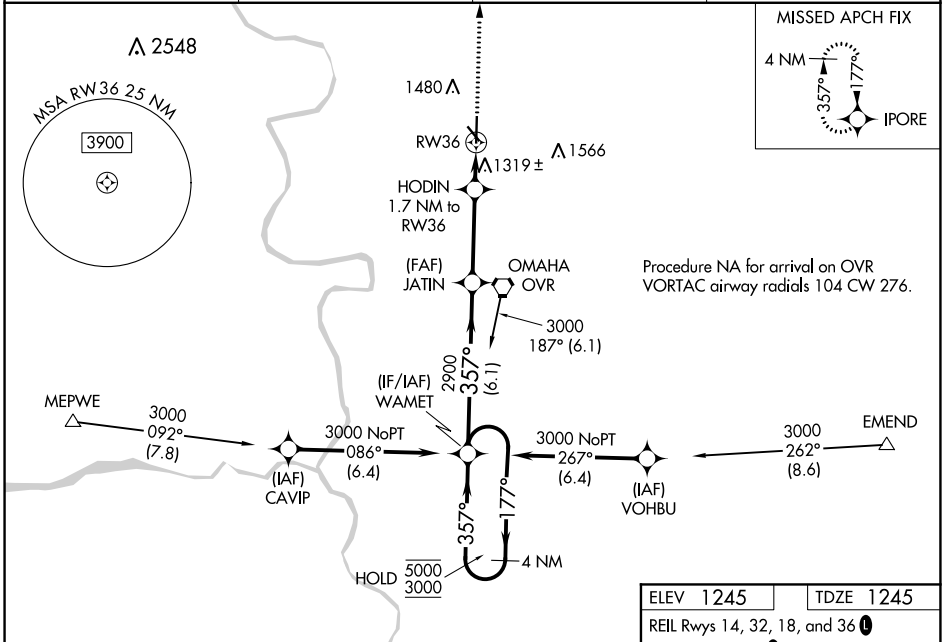 2548
MSA RW36 25 NM
3900
MISSED APCH FIX
4 NM
357°
177°
IPORE
1480
RW36
1319 ±
1566
HODIN
1.7 NM to
RW36
(FAF)
JATIN
OMAHA
OVR
Procedure NA for arrival on OVR
VORTAC airway radials 104 CW 276.
3000
187° (6.1)
2900
357°
(6.1)
(IF/IAF)
WAMET
MEPWE
3000
092°
(7.8)
3000 NoPT
086°
(6.4)
(IAF)
CAVIP
3000 NoPT
267°
(6.4)
(IAF)
VOHBU
EMEND
3000
262°
(8.6)
357°
177°
HOLD
5000
3000
4 NM
ELEV 1245
TDZE 1245
REIL Rwys 14, 32, 18, and 36 L